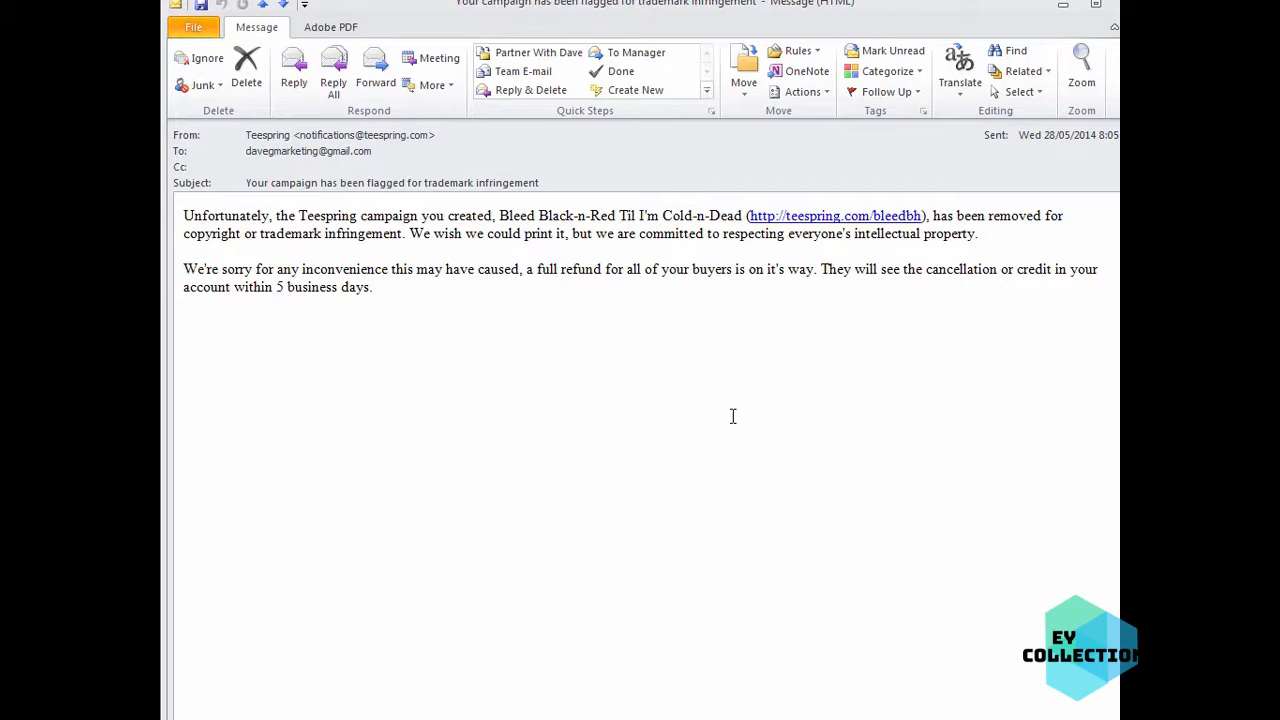 Your campaign has been flagged for trademark infringement - Message (HTML)
File Message Adobe PDF
Ignore
Junk
Delete
Reply
Reply All
Forward
Meeting
More
Partner With Dave
Team E-mail
Reply & Delete
To Manager
Done
Create New
Move
Rules
OneNote
Actions
Mark Unread
Categorize
Follow Up
Translate
Find
Related
Select
Zoom
Delete Respond Quick Steps Move Tags Editing Zoom
From: Teespring <notifications@teespring.com> Sent: Wed 28/05/2014 8:05
To: davegmarketing@gmail.com
Cc:
Subject: Your campaign has been flagged for trademark infringement
Unfortunately, the Teespring campaign you created, Bleed Black-n-Red Til I'm Cold-n-Dead (http://teespring.com/bleedbh), has been removed for
copyright or trademark infringement. We wish we could print it, but we are committed to respecting everyone's intellectual property.
We're sorry for any inconvenience this may have caused, a full refund for all of your buyers is on it's way. They will see the cancellation or credit in your
account within 5 business days.
EY
COLLECTION